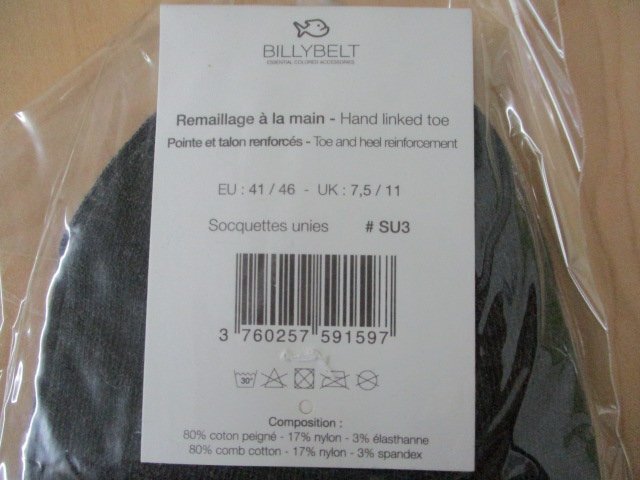 BILLYBELT
ESSENTIAL COLORED ACCESSORIES
Remaillage à la main - Hand linked toe
Pointe et talon renforcés - Toe and heel reinforcement
EU : 41 / 46 - UK : 7,5 / 11
Socquettes unies # SU3
3 760257 591597
30°
Composition :
80% coton peigné - 17% nylon - 3% élasthanne
80% comb cotton - 17% nylon - 3% spandex